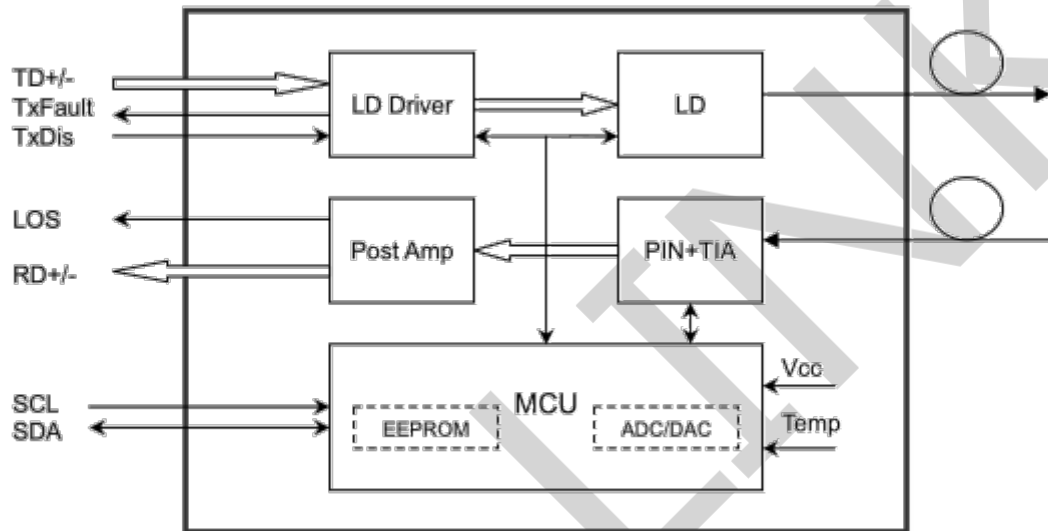 TD+/-
TxFault
TxDis
LD Driver
LD
LOS
RD+/-
Post Amp
PIN+TIA
SCL
SDA
MCU
EEPROM
ADC/DAC
Vcc
Temp
LINK